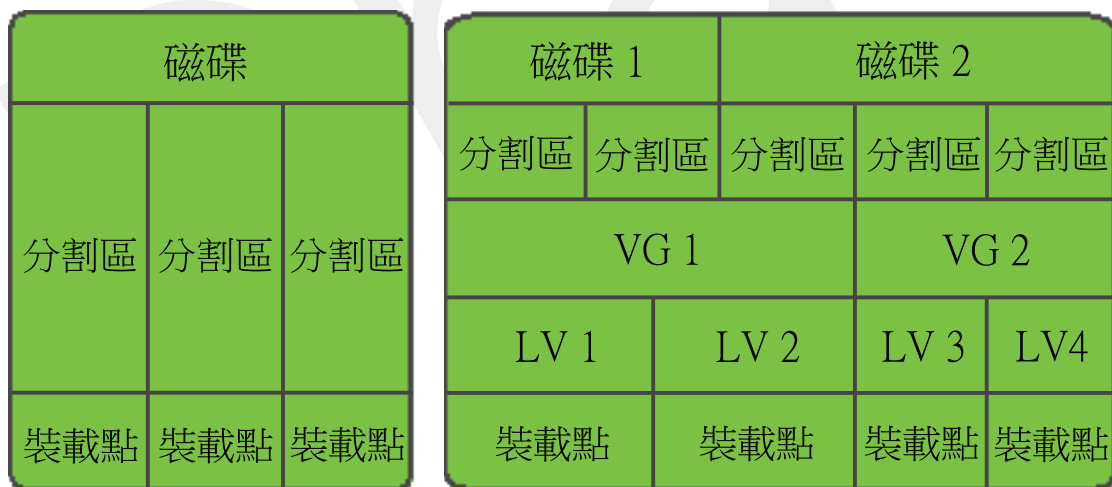 磁碟
分割區 分割區 分割區
裝載點 裝載點 裝載點
磁碟 1 磁碟 2
分割區 分割區 分割區 分割區 分割區
VG 1 VG 2
LV 1 LV 2 LV 3 LV4
裝載點 裝載點 裝載點 裝載點